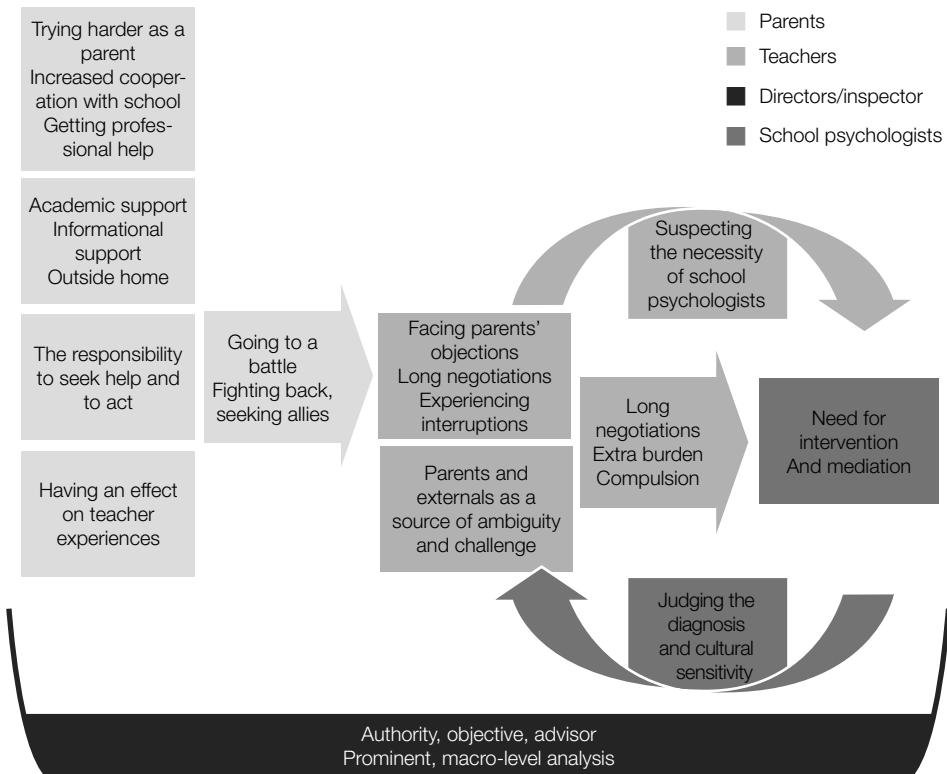 Trying harder as a
parent
Increased cooper-
ation with school
Getting profes-
sional help
Academic support
Informational
support
Outside home
The responsibility
to seek help and
to act
Having an effect
on teacher
experiences
Going to a
battle
Fighting back,
seeking allies
Facing parents’
objections
Long negotiations
Experiencing
interruptions
Parents and
externals as a
source of ambiguity
and challenge
Suspecting
the necessity
of school
psychologists
Long
negotiations
Extra burden
Compulsion
Need for
intervention
And mediation
Judging the
diagnosis
and cultural
sensitivity
Parents
Teachers
Directors/inspector
School psychologists
Authority, objective, advisor
Prominent, macro-level analysis